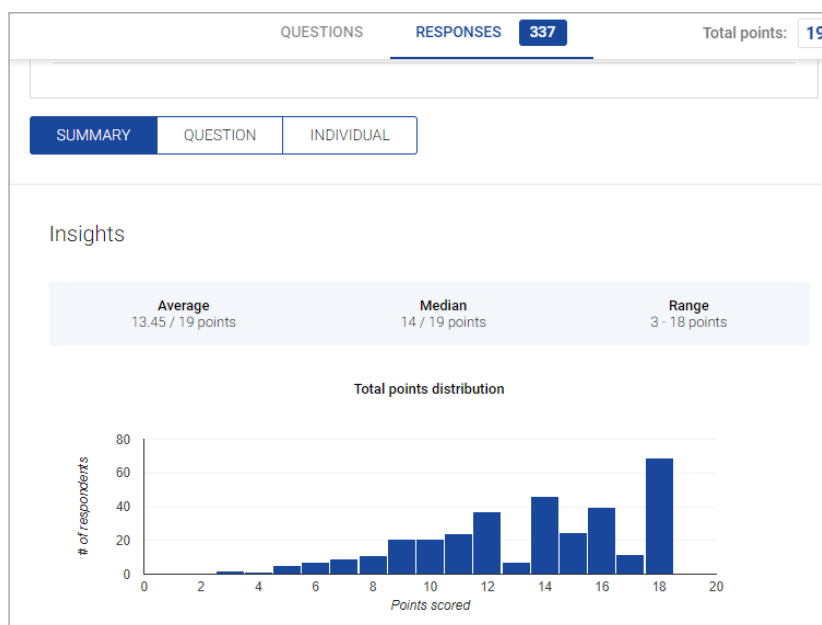 QUESTIONS RESPONSES 337 Total points: 19
SUMMARY QUESTION INDIVIDUAL
Insights
Average Median Range
13.45 / 19 points 14 / 19 points 3 - 18 points
Total points distribution
80
60
40
20
0
# of respondents
0 2 4 6 8 10 12 14 16 18 20
Points scored